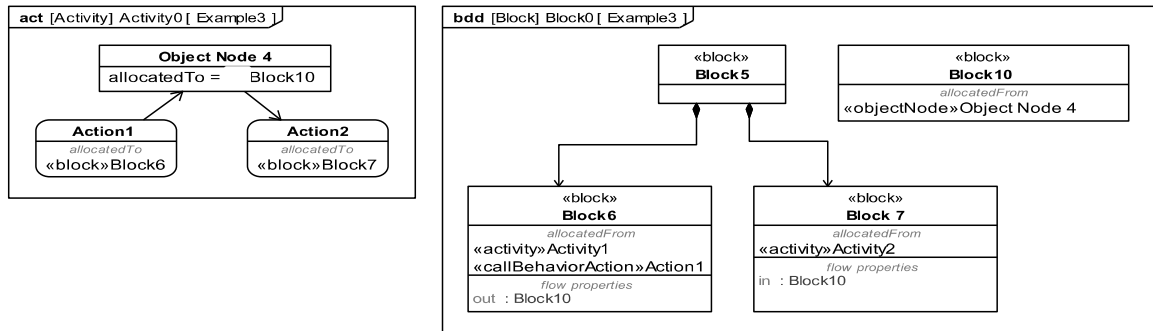 act [Activity] Activity0 [ Example3 ]
Object Node 4
allocatedTo = Block10
Action1
allocatedTo
«block»Block6
Action2
allocatedTo
«block»Block7
bdd [Block] Block0 [ Example3 ]
«block»
Block5
«block»
Block10
allocatedFrom
«objectNode»Object Node 4
«block»
Block6
allocatedFrom
«activity»Activity1
«callBehaviorAction»Action1
flow properties
out : Block10
«block»
Block 7
allocatedFrom
«activity»Activity2
flow properties
in : Block10